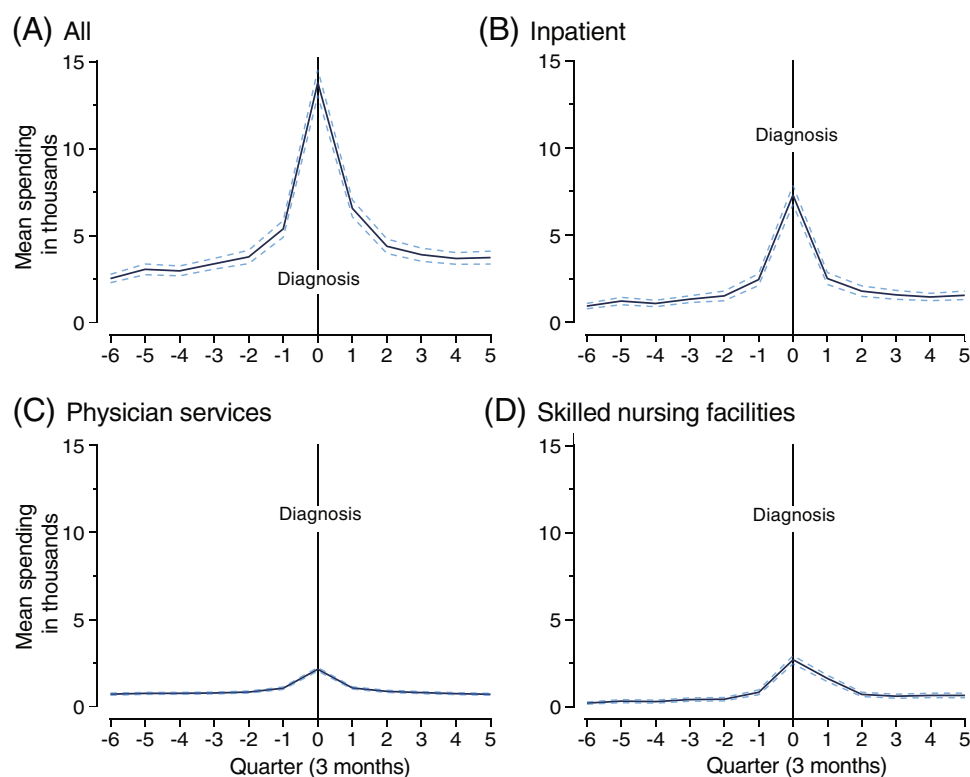 (A) All
15
10
5
0
Mean spending
in thousands
Diagnosis
-6 -5 -4 -3 -2 -1 0 1 2 3 4 5
(B) Inpatient
15
10
5
0
Diagnosis
-6 -5 -4 -3 -2 -1 0 1 2 3 4 5
(C) Physician services
15
10
5
0
Mean spending
in thousands
Diagnosis
-6 -5 -4 -3 -2 -1 0 1 2 3 4 5
Quarter (3 months)
(D) Skilled nursing facilities
15
10
5
0
Diagnosis
-6 -5 -4 -3 -2 -1 0 1 2 3 4 5
Quarter (3 months)